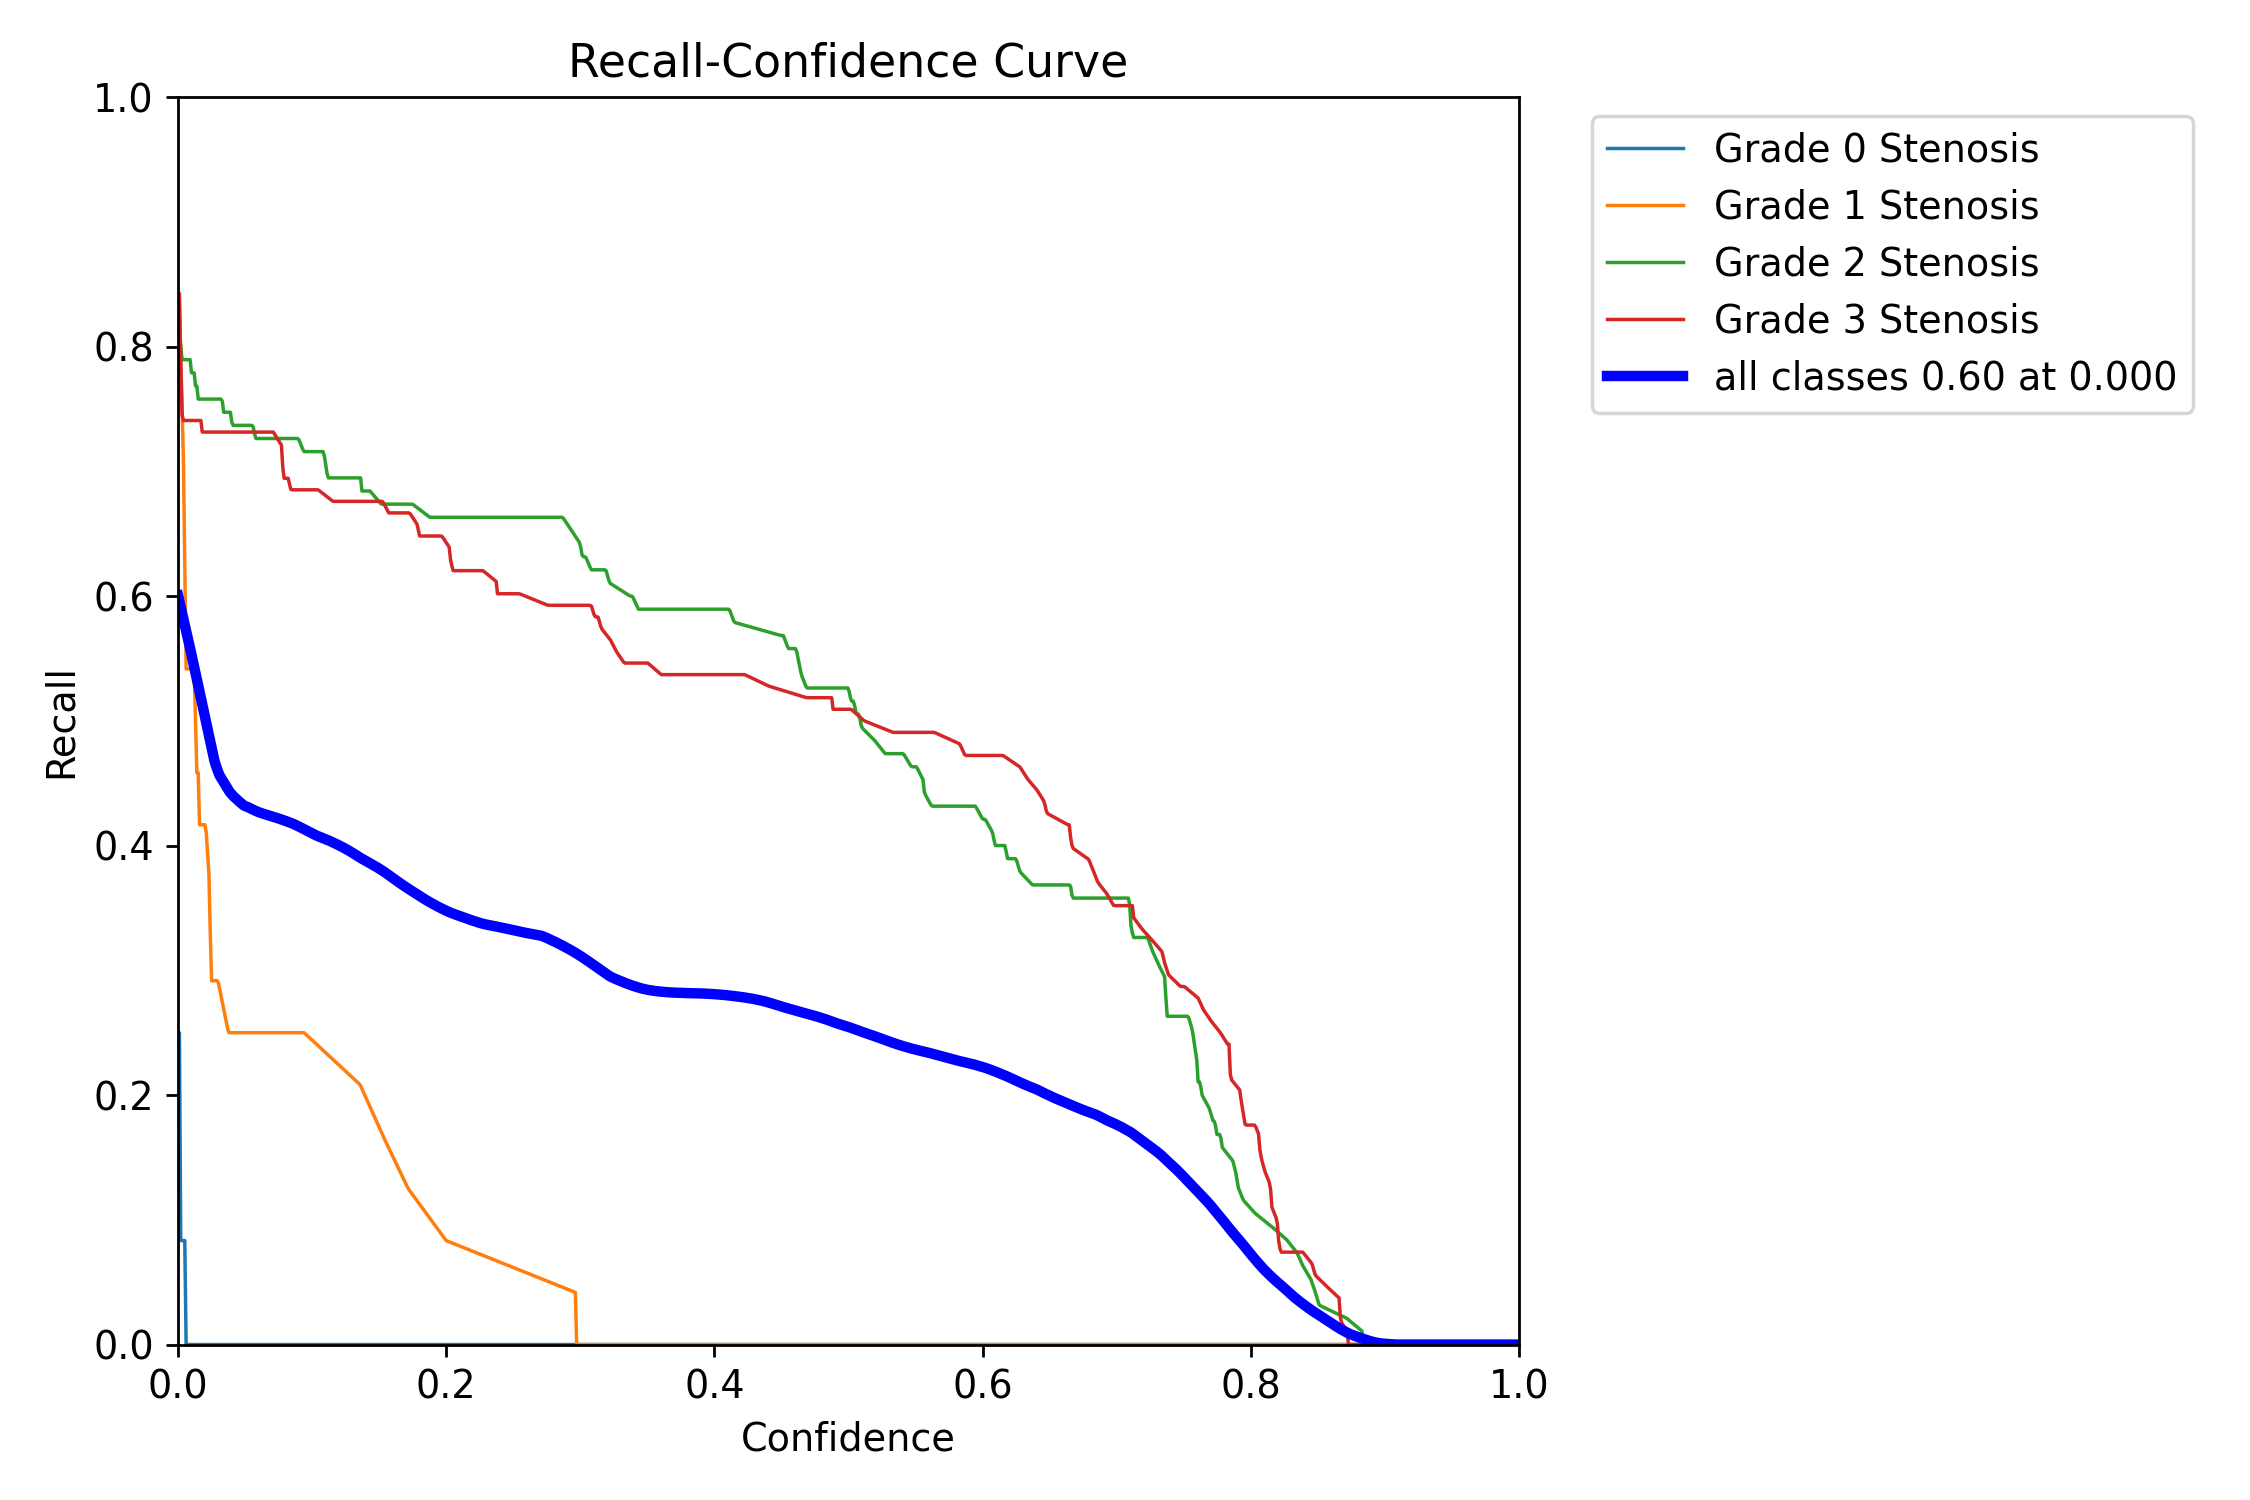 Recall-Confidence Curve
1.0
0.8
0.6
0.4
0.2
0.0
Recall
0.0 0.2 0.4 0.6 0.8 1.0
Confidence
Grade 0 Stenosis
Grade 1 Stenosis
Grade 2 Stenosis
Grade 3 Stenosis
all classes 0.60 at 0.000